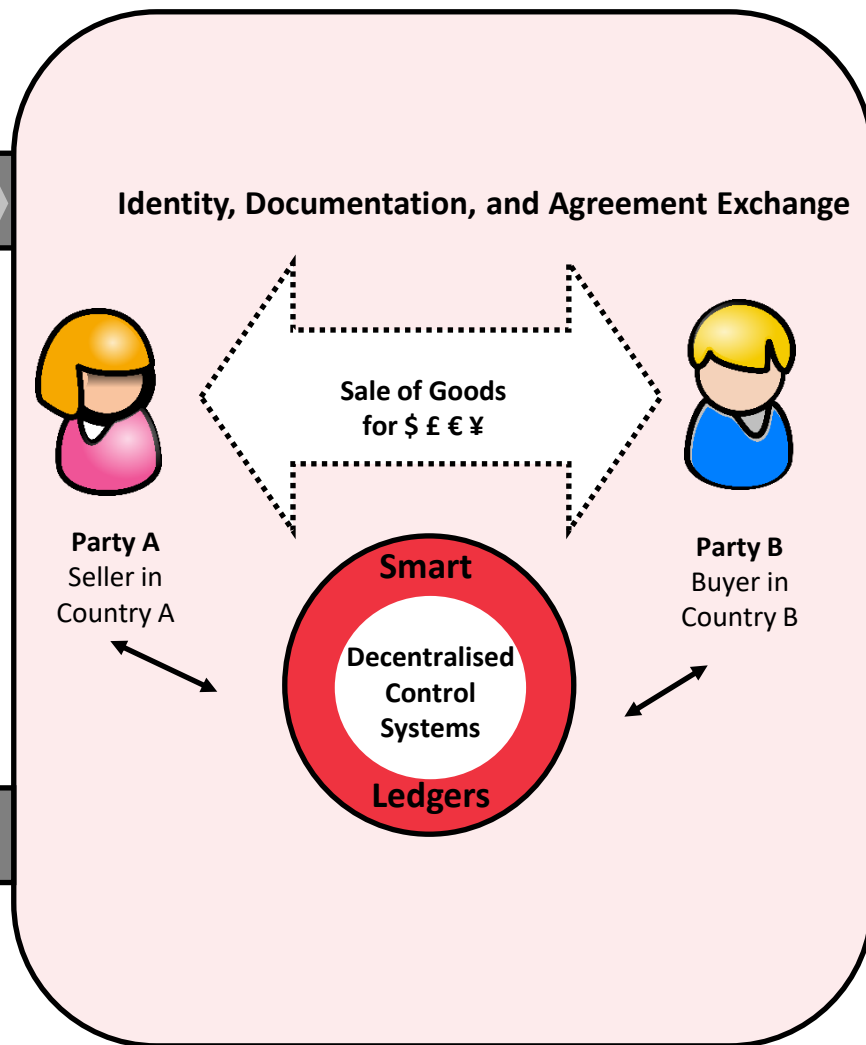 Identity, Documentation, and Agreement Exchange
Sale of Goods
for $ £ € ¥
Party A
Seller in
Country A
Party B
Buyer in
Country B
Smart
Decentralised
Control
Systems
Ledgers